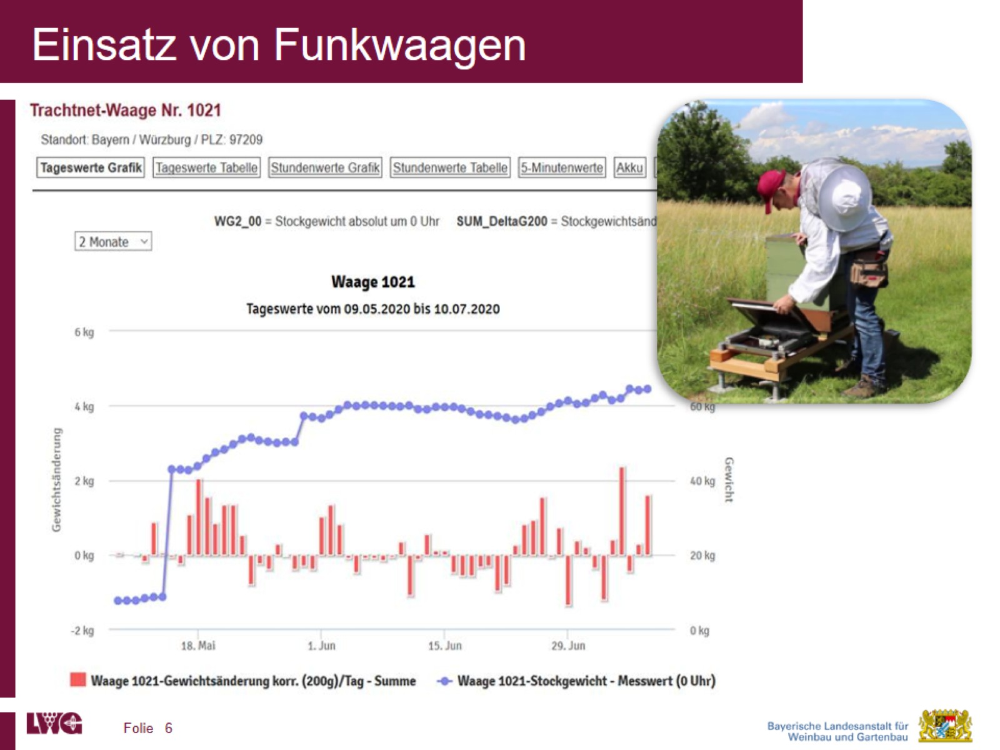 Einsatz von Funkwaagen
Trachtnet-Waage Nr. 1021
Standort: Bayern / Würzburg / PLZ: 97209
Tageswerte Grafik Tageswerte Tabelle Stundenwerte Grafik Stundenwerte Tabelle 5-Minutenwerte Akku
WG2_00 = Stockgewicht absolut um 0 Uhr SUM_DeltaG200 = Stockgewichtsänd
2 Monate
Waage 1021
Tageswerte vom 09.05.2020 bis 10.07.2020
6 kg
4 kg
2 kg
0 kg
-2 kg
Gewichtsänderung
60 kg
40 kg
20 kg
0 kg
Gewicht
18. Mai 1. Jun 15. Jun 29. Jun
Waage 1021-Gewichtsänderung korr. (200g)/Tag - Summe Waage 1021-Stockgewicht - Messwert (0 Uhr)
LWG
Folie 6
Bayerische Landesanstalt für
Weinbau und Gartenbau